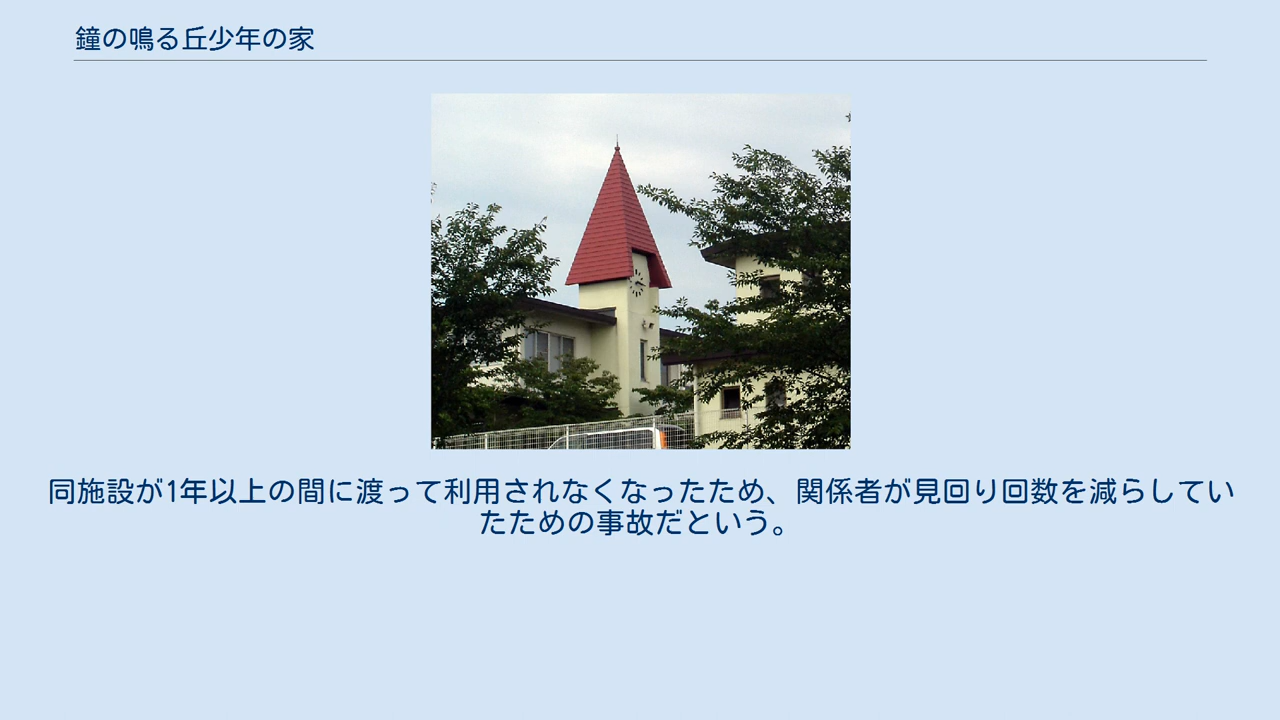 鐘の鳴る丘少年の家
同施設が1年以上の間に渡って利用されなくなったため、関係者が見回り回数を減らしてい
たための事故だという。